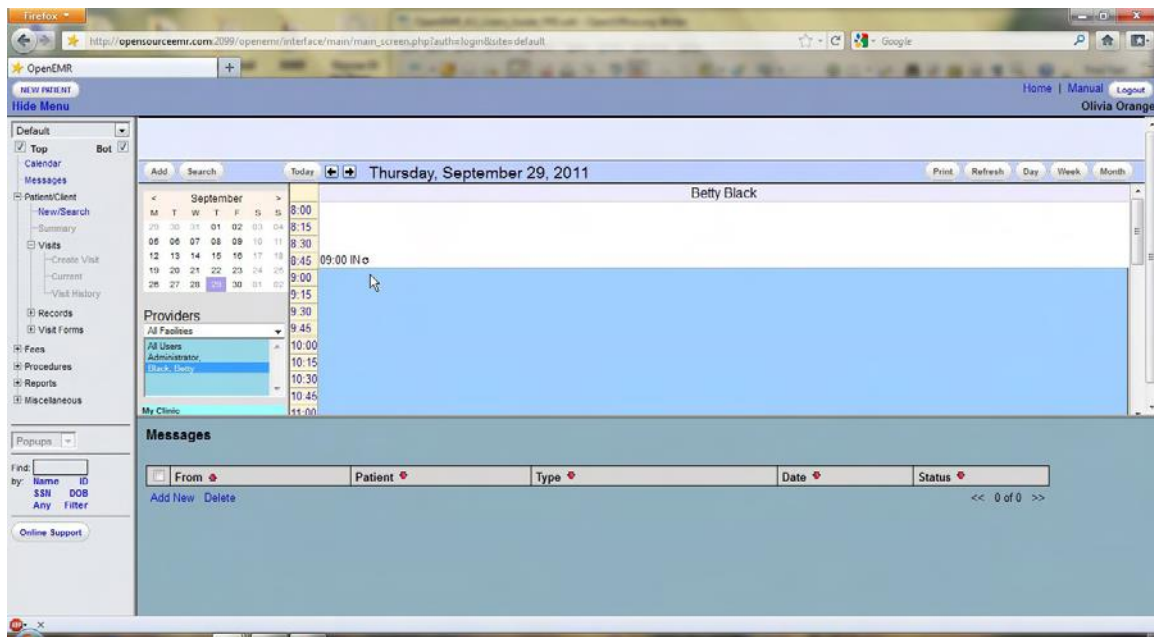 Firefox
http://opensourceemr.com:2099/openemr/interface/main/main_screen.php?auth=login&site=default
Google
OpenEMR
+
NEW PATIENT
Home | Manual Logout
Hide Menu
Olivia Orange
Default
Top Bot
Calendar
Messages
Patient/Client
New/Search
Summary
Visits
Create Visit
Current
Visit History
Records
Visit Forms
Fees
Procedures
Reports
Miscellaneous
Popups
Find:
by: Name ID
SSN DOB
Any Filter
Online Support
Add Search Today Thursday, September 29, 2011 Print Refresh Day Week Month
< September >
M T W T F S S
29 30 31 01 02 03 04
05 06 07 08 09 10 11
12 13 14 15 16 17 18
19 20 21 22 23 24 25
26 27 28 29 30 01 02
Providers
All Facilities
All Users
Administrator,
Black, Betty
My Clinic
Betty Black
8:00
8:15
8:30
8:45 09:00 IN
9:00
9:15
9:30
9:45
10:00
10:15
10:30
10:45
11:00
Messages
From Patient Type Date Status
Add New Delete << 0 of 0 >>